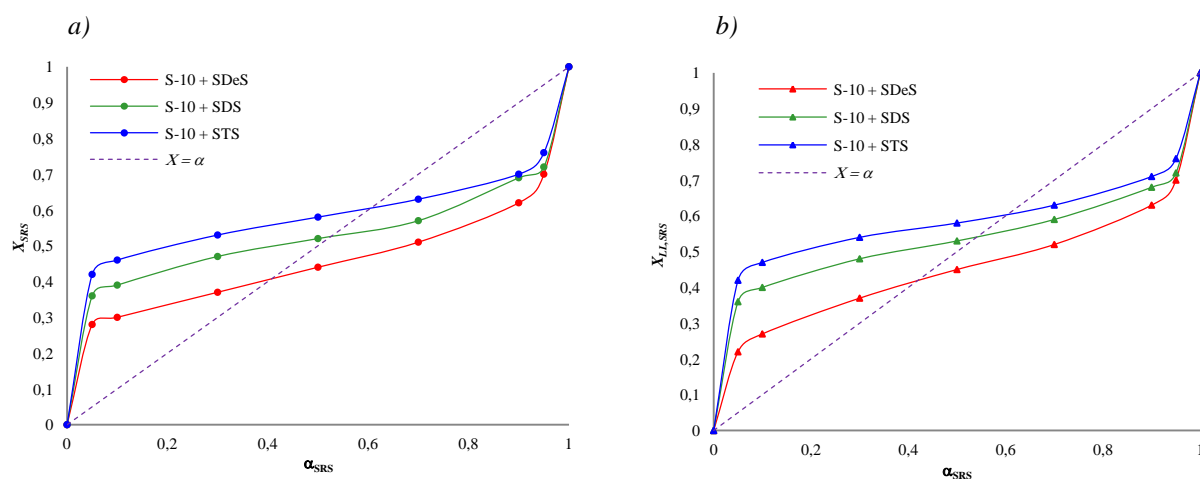 a)
1
0,9
0,8
0,7
0,6
0,5
0,4
0,3
0,2
0,1
0
X_SRS
S-10 + SDeS
S-10 + SDS
S-10 + STS
X = α
0 0,2 0,4 0,6 0,8 1
α_SRS
b)
1
0,9
0,8
0,7
0,6
0,5
0,4
0,3
0,2
0,1
0
X_LL,SRS
S-10 + SDeS
S-10 + SDS
S-10 + STS
X = α
0 0,2 0,4 0,6 0,8 1
α_SRS